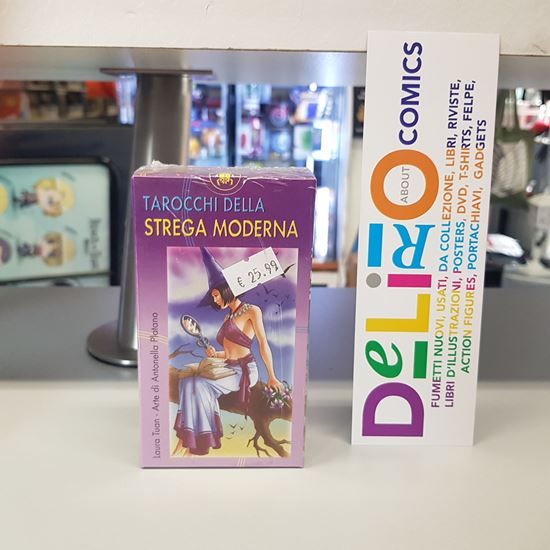 TAROCCHI DELLA
STREGA MODERNA
€ 25.99
Laura Tuan - Arte di Antonella Platano
DeLiRO
ABOUT
COMICS
FUMETTI NUOVI, USATI, DA COLLEZIONE, LIBRI, RIVISTE,
LIBRI D'ILLUSTRAZIONI, POSTERS, DVD, T-SHIRTS, FELPE,
ACTION FIGURES, PORTACHIAVI, GADGETS